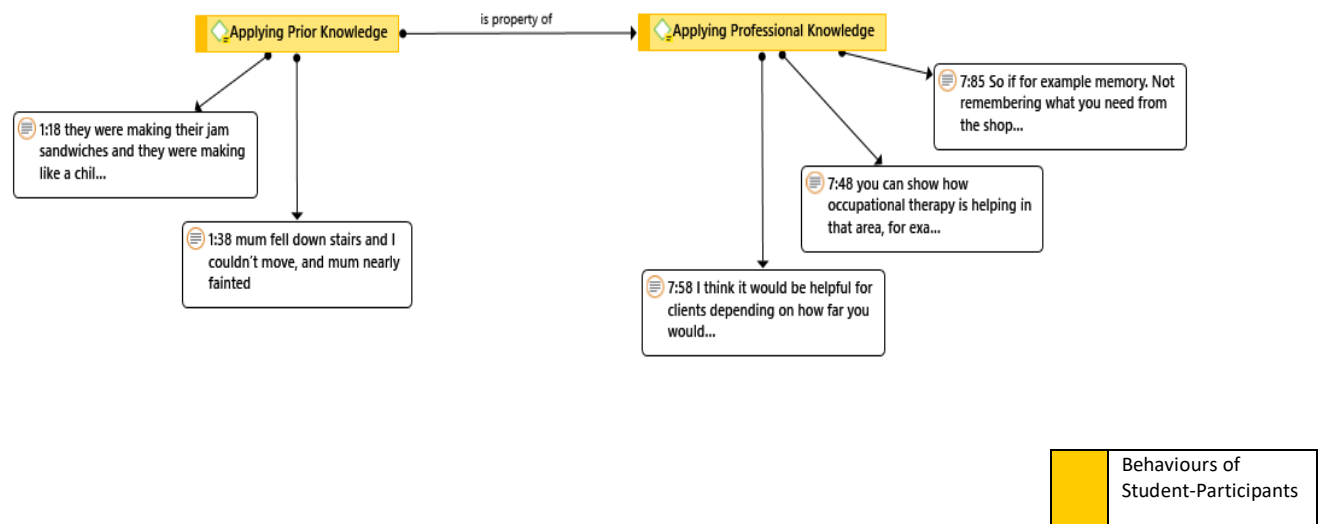 is property of
Applying Prior Knowledge
Applying Professional Knowledge
7:85 So if for example memory. Not
remembering what you need from
the shop...
1:18 they were making their jam
sandwiches and they were making
like a chil...
7:48 you can show how
occupational therapy is helping in
that area, for exa...
1:38 mum fell down stairs and I
couldn't move, and mum nearly
fainted
7:58 I think it would be helpful for
clients depending on how far you
would...
Behaviours of
Student-Participants